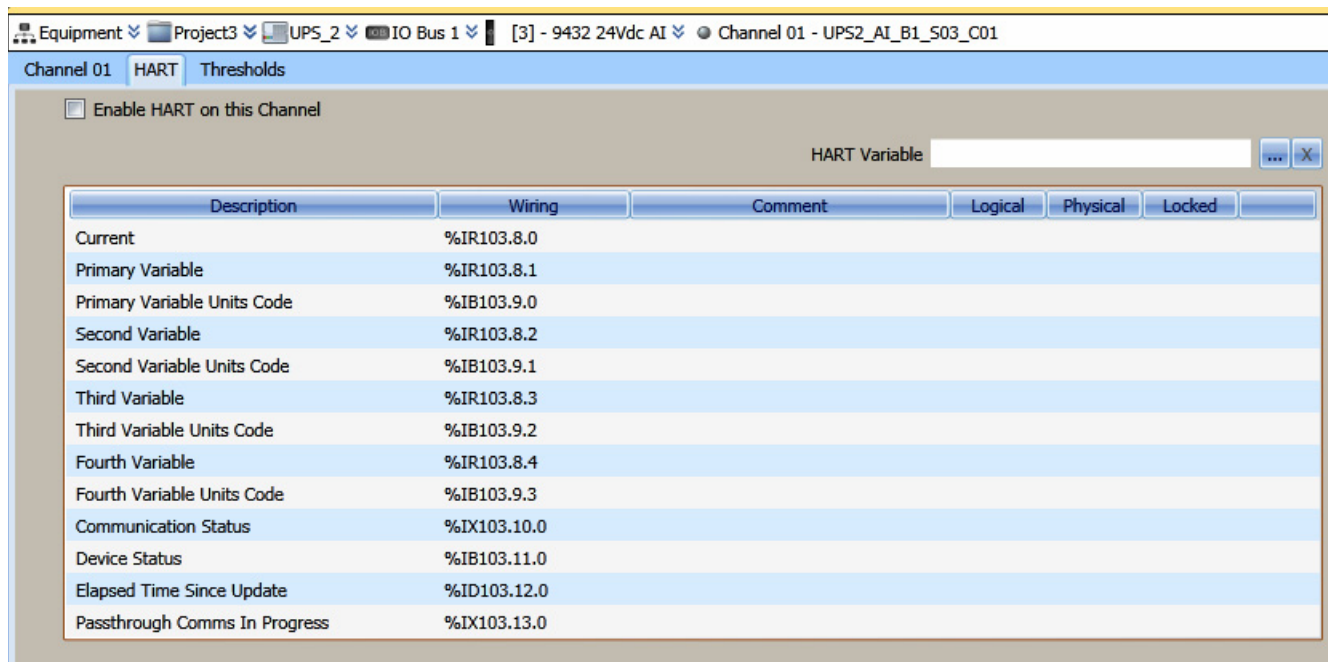 Equipment Project3 UPS_2 IO Bus 1 [3] - 9432 24Vdc AI Channel 01 - UPS2_AI_B1_S03_C01
Channel 01 HART Thresholds
Enable HART on this Channel
HART Variable ... X
Description Wiring Comment Logical Physical Locked
Current %IR103.8.0
Primary Variable %IR103.8.1
Primary Variable Units Code %IB103.9.0
Second Variable %IR103.8.2
Second Variable Units Code %IB103.9.1
Third Variable %IR103.8.3
Third Variable Units Code %IB103.9.2
Fourth Variable %IR103.8.4
Fourth Variable Units Code %IB103.9.3
Communication Status %IX103.10.0
Device Status %IB103.11.0
Elapsed Time Since Update %ID103.12.0
Passthrough Comms In Progress %IX103.13.0